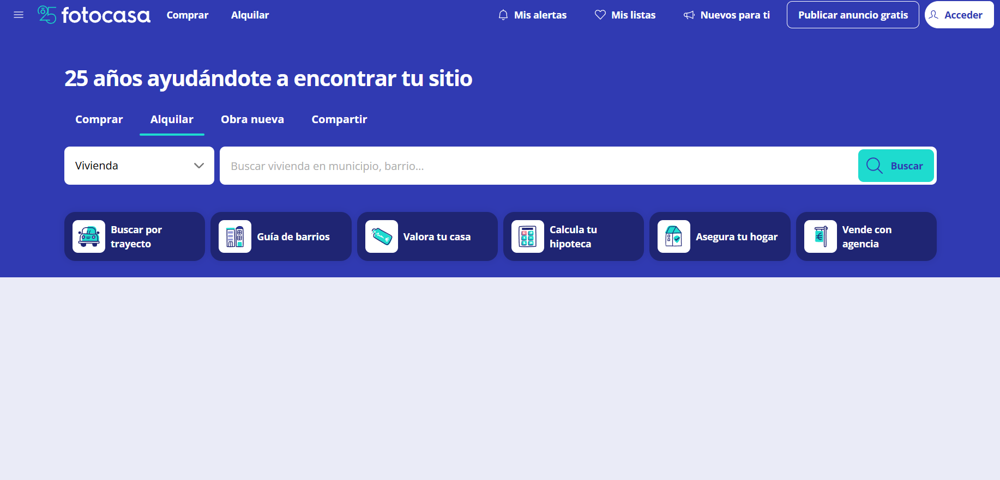 25 fotocasa
Comprar
Alquilar
Mis alertas
Mis listas
Nuevos para ti
Publicar anuncio gratis
Acceder
25 años ayudándote a encontrar tu sitio
Comprar
Alquilar
Obra nueva
Compartir
Vivienda
Buscar vivienda en municipio, barrio...
Buscar
Buscar por
trayecto
Guía de barrios
Valora tu casa
Calcula tu
hipoteca
Asegura tu hogar
Vende con
agencia